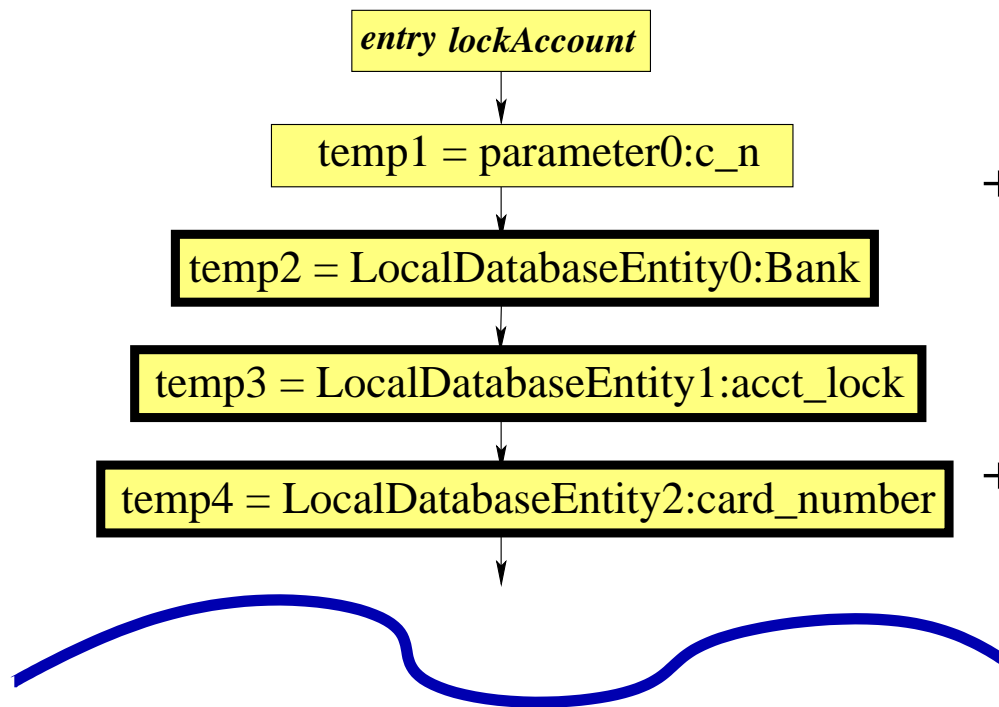 entry lockAccount
temp1 = parameter0:c_n
temp2 = LocalDatabaseEntity0:Bank
temp3 = LocalDatabaseEntity1:acct_lock
temp4 = LocalDatabaseEntity2:card_number